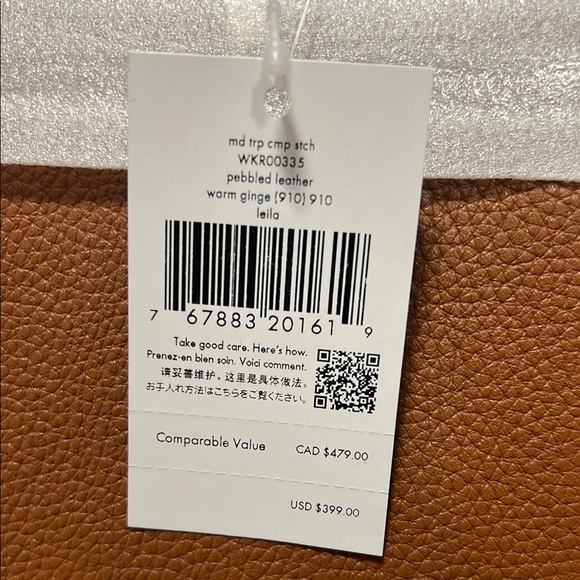 md trp cmp stch
WKR00335
pebbled leather
warm ginge (910) 910
leila
7 67883 20161 9
Take good care. Here's how.
Prenez-en bien soin. Voici comment.
请妥善维护。这里是具体做法。
お手入れ方法はこちらをご覧ください。
Comparable Value CAD $479.00
USD $399.00